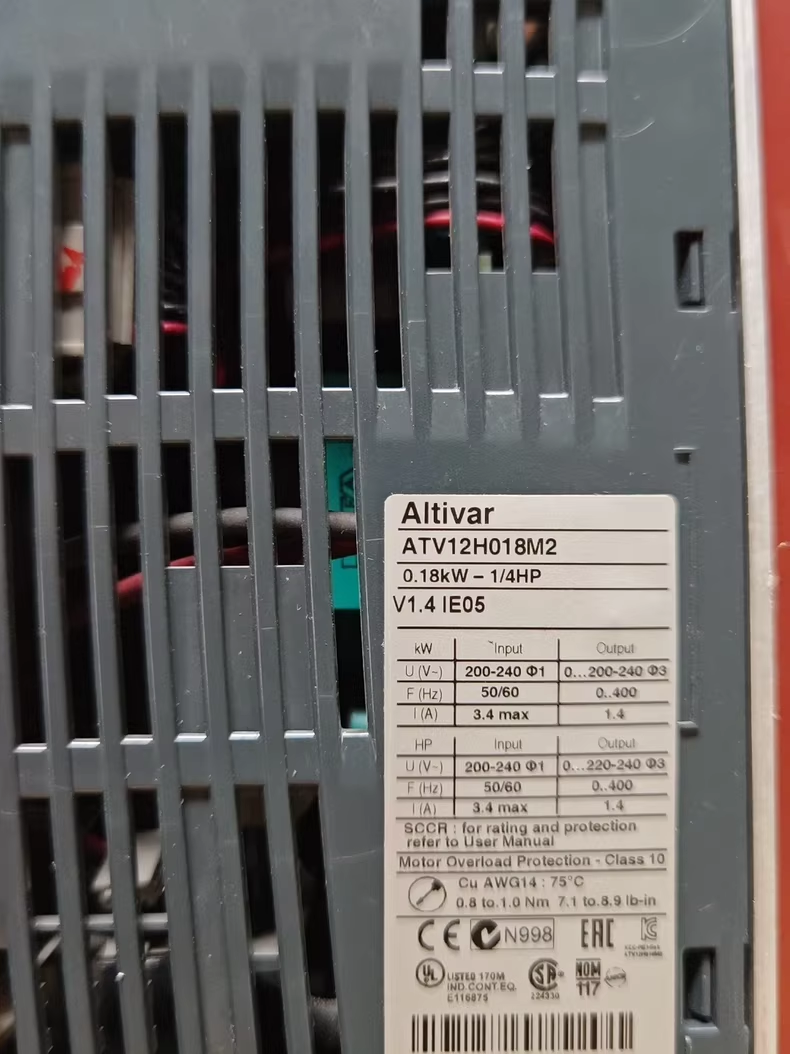 Altivar
ATV12H018M2
0.18kW – 1/4HP
V1.4 IE05
kW Input Output
U (V~) 200-240 Φ1 0...200-240 Φ3
F (Hz) 50/60 0..400
I (A) 3.4 max 1.4
HP Input Output
U (V~) 200-240 Φ1 0...220-240 Φ3
F (Hz) 50/60 0..400
I (A) 3.4 max 1.4
SCCR : for rating and protection
refer to User Manual
Motor Overload Protection - Class 10
Cu AWG14 : 75°C
0.8 to 1.0 Nm 7.1 to 8.9 lb-in
CE N998 EAC
UL LISTED 170M
IND.CONT.EQ.
E116875
SA
224330
NOM
117